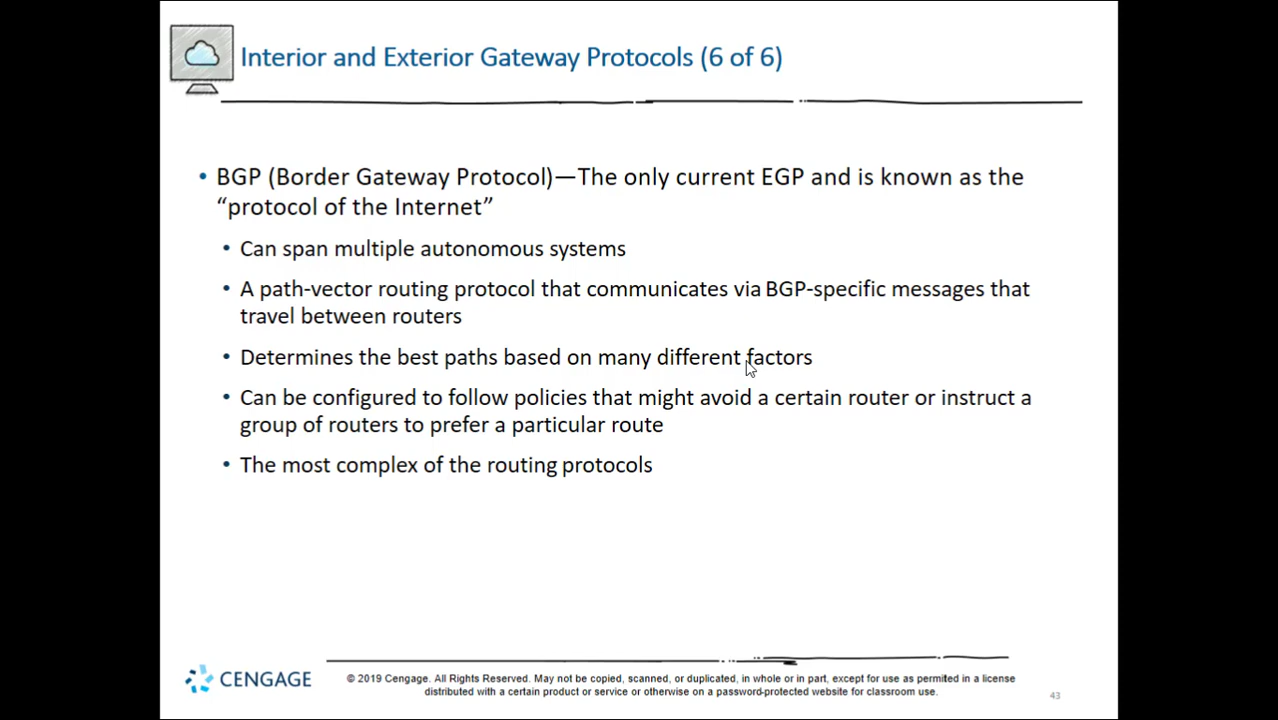 Interior and Exterior Gateway Protocols (6 of 6)
• BGP (Border Gateway Protocol)—The only current EGP and is known as the
“protocol of the Internet”
• Can span multiple autonomous systems
• A path-vector routing protocol that communicates via BGP-specific messages that
travel between routers
• Determines the best paths based on many different factors
• Can be configured to follow policies that might avoid a certain router or instruct a
group of routers to prefer a particular route
• The most complex of the routing protocols
CENGAGE
© 2019 Cengage. All Rights Reserved. May not be copied, scanned, or duplicated, in whole or in part, except for use as permitted in a license
distributed with a certain product or service or otherwise on a password-protected website for classroom use.
43